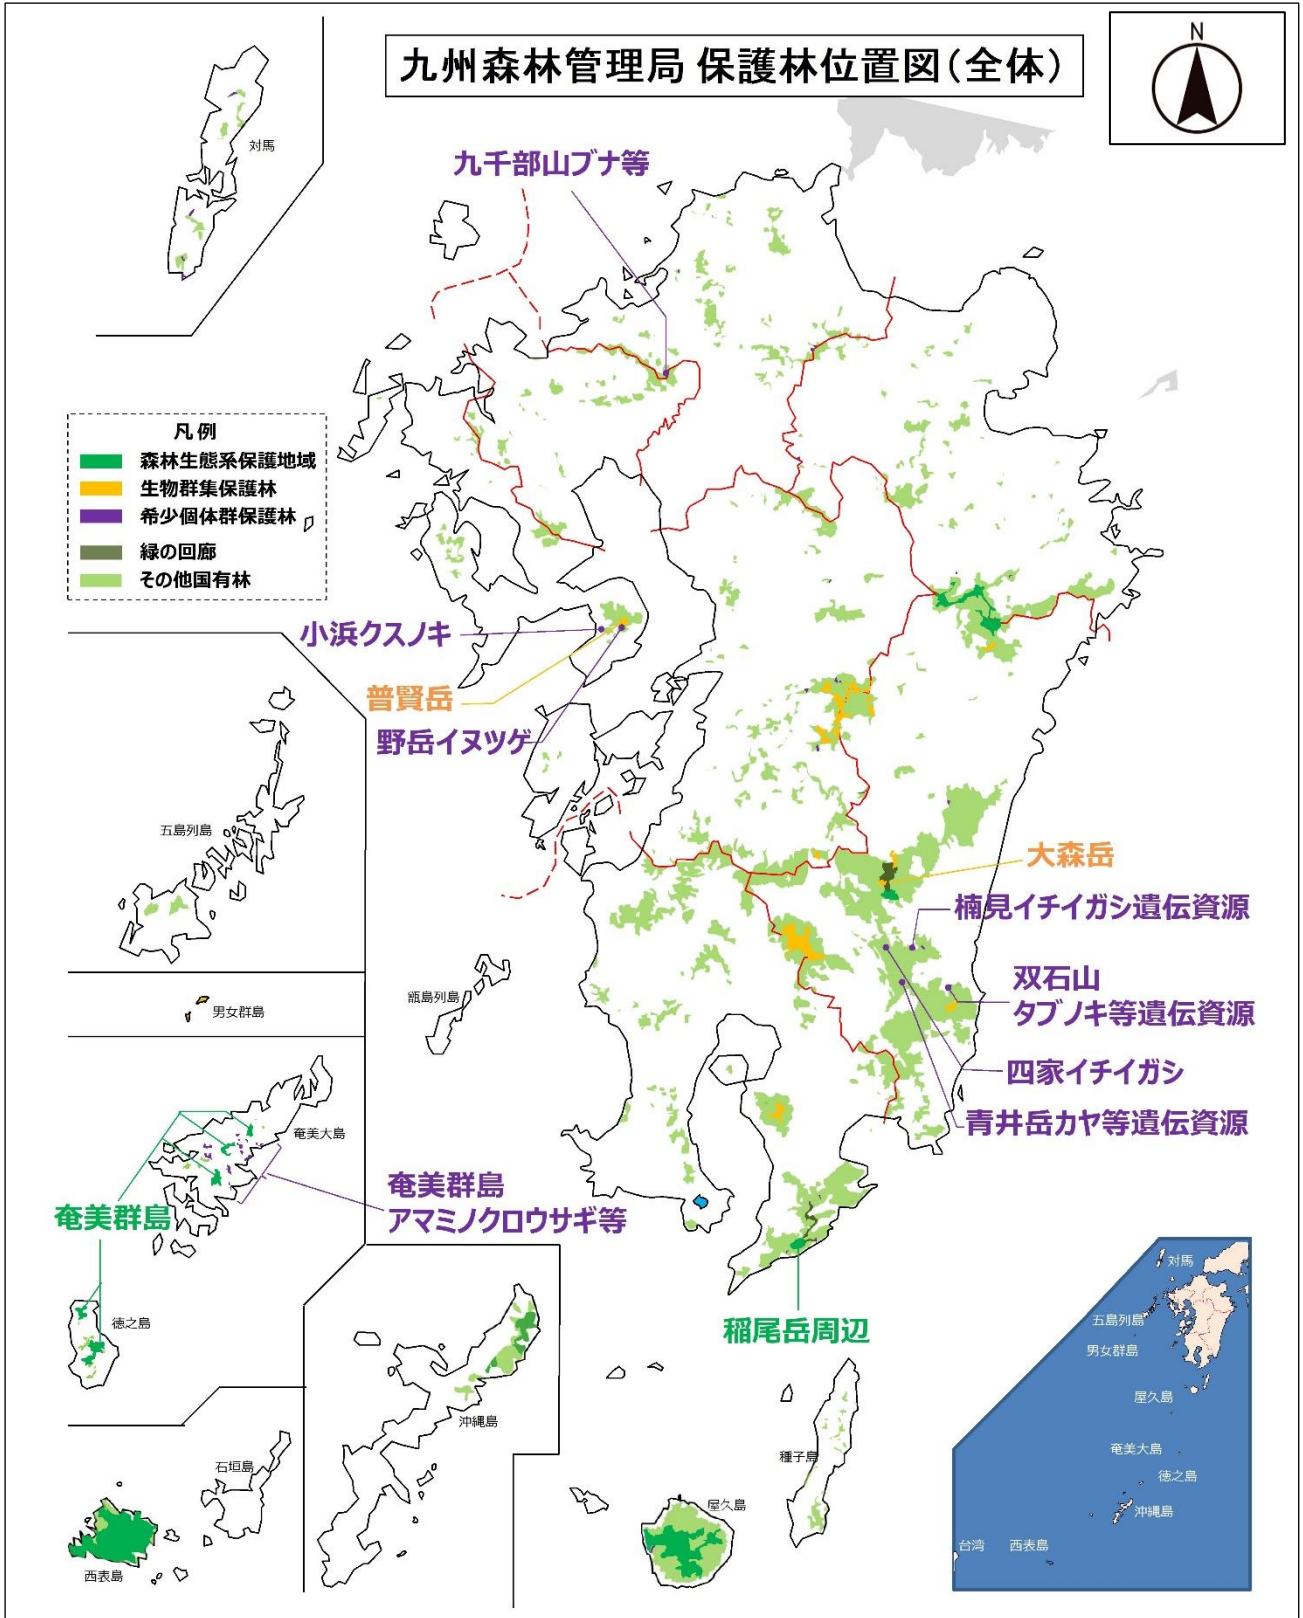 九州森林管理局 保護林位置図（全体）
N
対馬
九千部山ブナ等
凡例
森林生態系保護地域
生物群集保護林
希少個体群保護林
緑の回廊
その他国有林
小浜クスノキ
普賢岳
野岳イヌツゲ
五島列島
男女群島
甑島列島
大森岳
楠見イチイガシ遺伝資源
双石山
タブノキ等遺伝資源
四家イチイガシ
青井岳カヤ等遺伝資源
奄美大島
奄美群島
アマミノクロウサギ等
奄美群島
徳之島
稲尾岳周辺
沖縄島
石垣島
西表島
種子島
屋久島
対馬
五島列島
男女群島
屋久島
奄美大島
徳之島
沖縄島
台湾
西表島